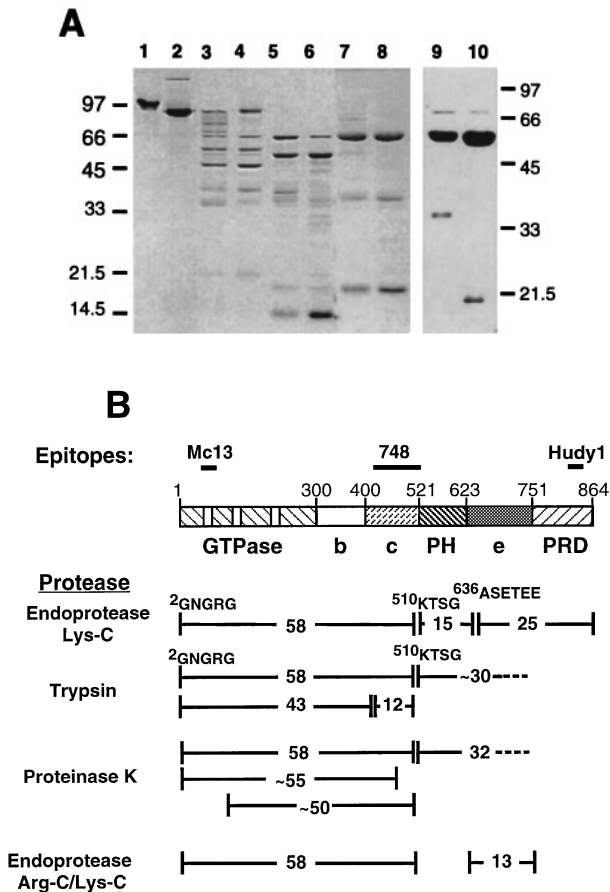 A
1 2 3 4 5 6 7 8 9 10
97
66
45
33
21.5
14.5
97
66
45
33
21.5
B
Epitopes: Mc13 748 Hudy1
1 300 400 521 623 751 864
GTPase b c PH e PRD
Protease
Endoprotease
Lys-C
2GNGRG 510KTSG 636ASETEE
58 15 25
Trypsin
2GNGRG 510KTSG
58 ~30
43 12
Proteinase K
58 32
~55
~50
Endoprotease
Arg-C/Lys-C
58 13